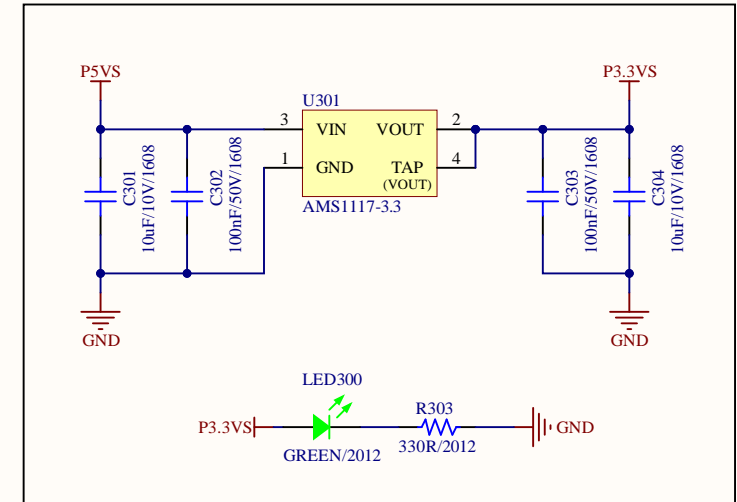 P5VS
P3.3VS
U301
3
VIN
VOUT
2
1
GND
TAP
4
(VOUT)
AMS1117-3.3
C301
10uF/10V/1608
C302
100nF/50V/1608
C303
100nF/50V/1608
C304
10uF/10V/1608
GND
GND
LED300
P3.3VS
GREEN/2012
R303
330R/2012
GND